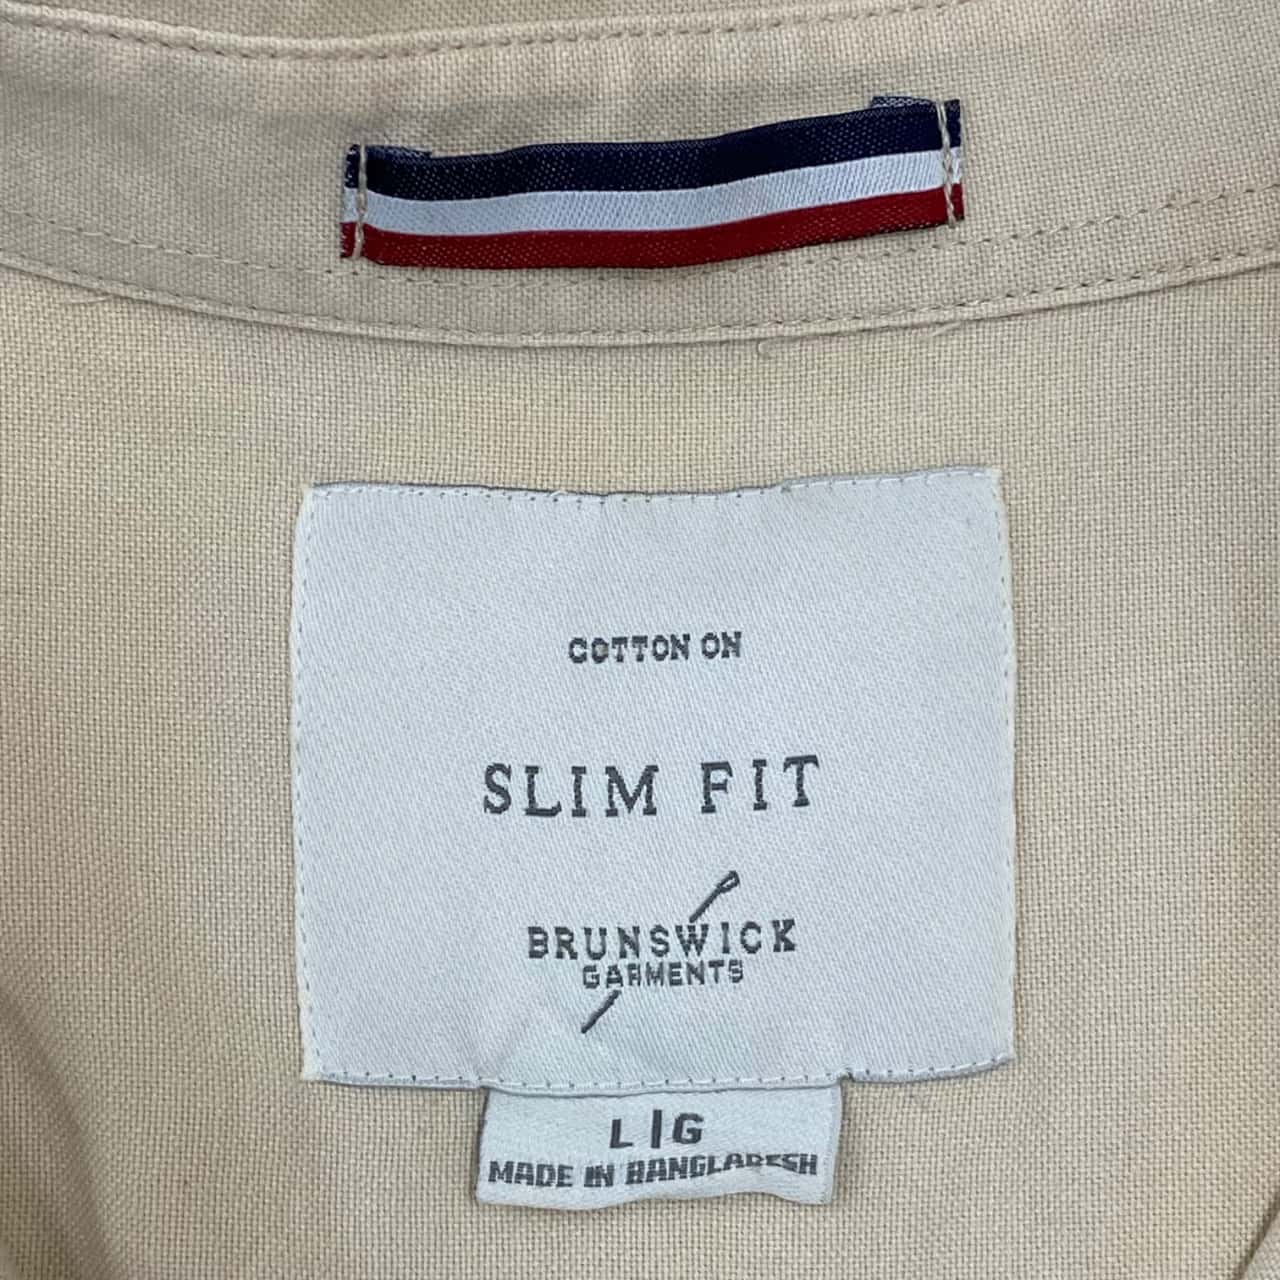 COTTON ON
SLIM FIT
BRUNSWICK
GARMENTS
L|G
MADE IN BANGLADESH